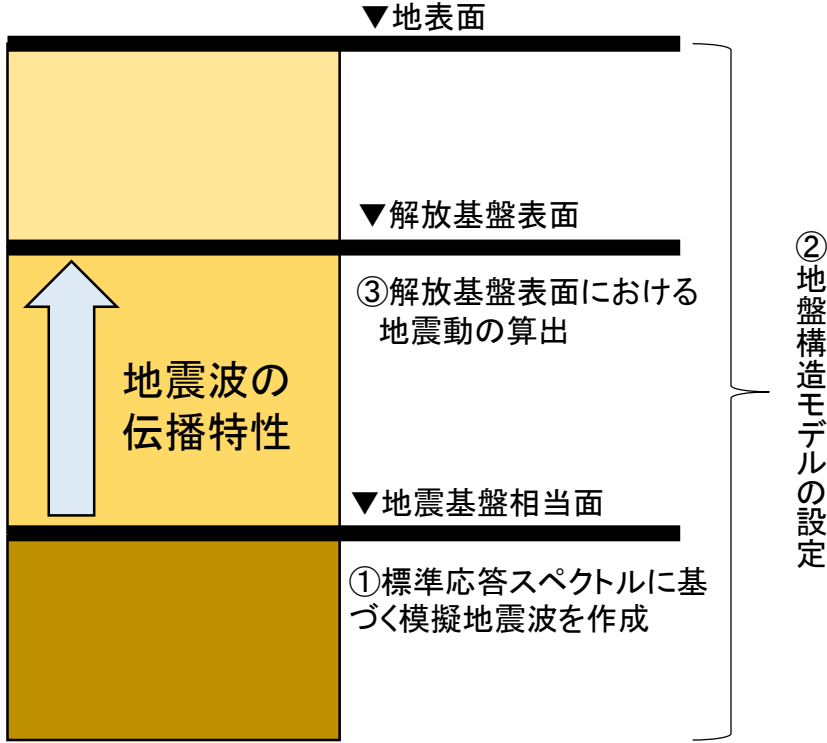 ▼地表面
▼解放基盤表面
③解放基盤表面における
地震動の算出
地震波の
伝播特性
▼地震基盤相当面
①標準応答スペクトルに基
づく模擬地震波を作成
②地盤構造モデルの設定